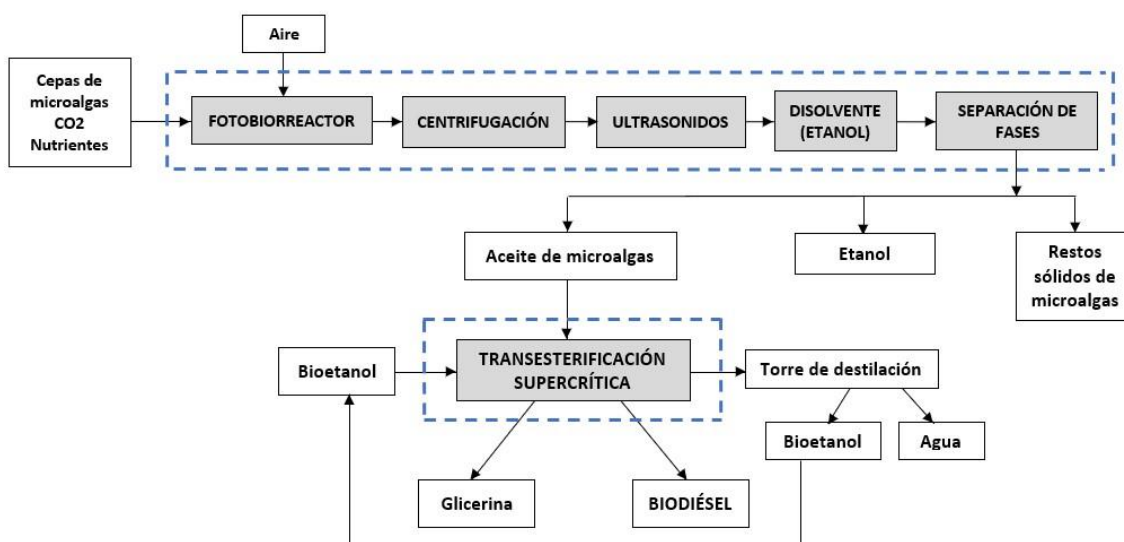 Aire
Cepas de
microalgas
CO2
Nutrientes
FOTOBIORREACTOR
CENTRIFUGACIÓN
ULTRASONIDOS
DISOLVENTE
(ETANOL)
SEPARACIÓN DE
FASES
Aceite de microalgas
Etanol
Restos
sólidos de
microalgas
Bioetanol
TRANSESTERIFICACIÓN
SUPERCRÍTICA
Torre de destilación
Bioetanol
Agua
Glicerina
BIODIÉSEL